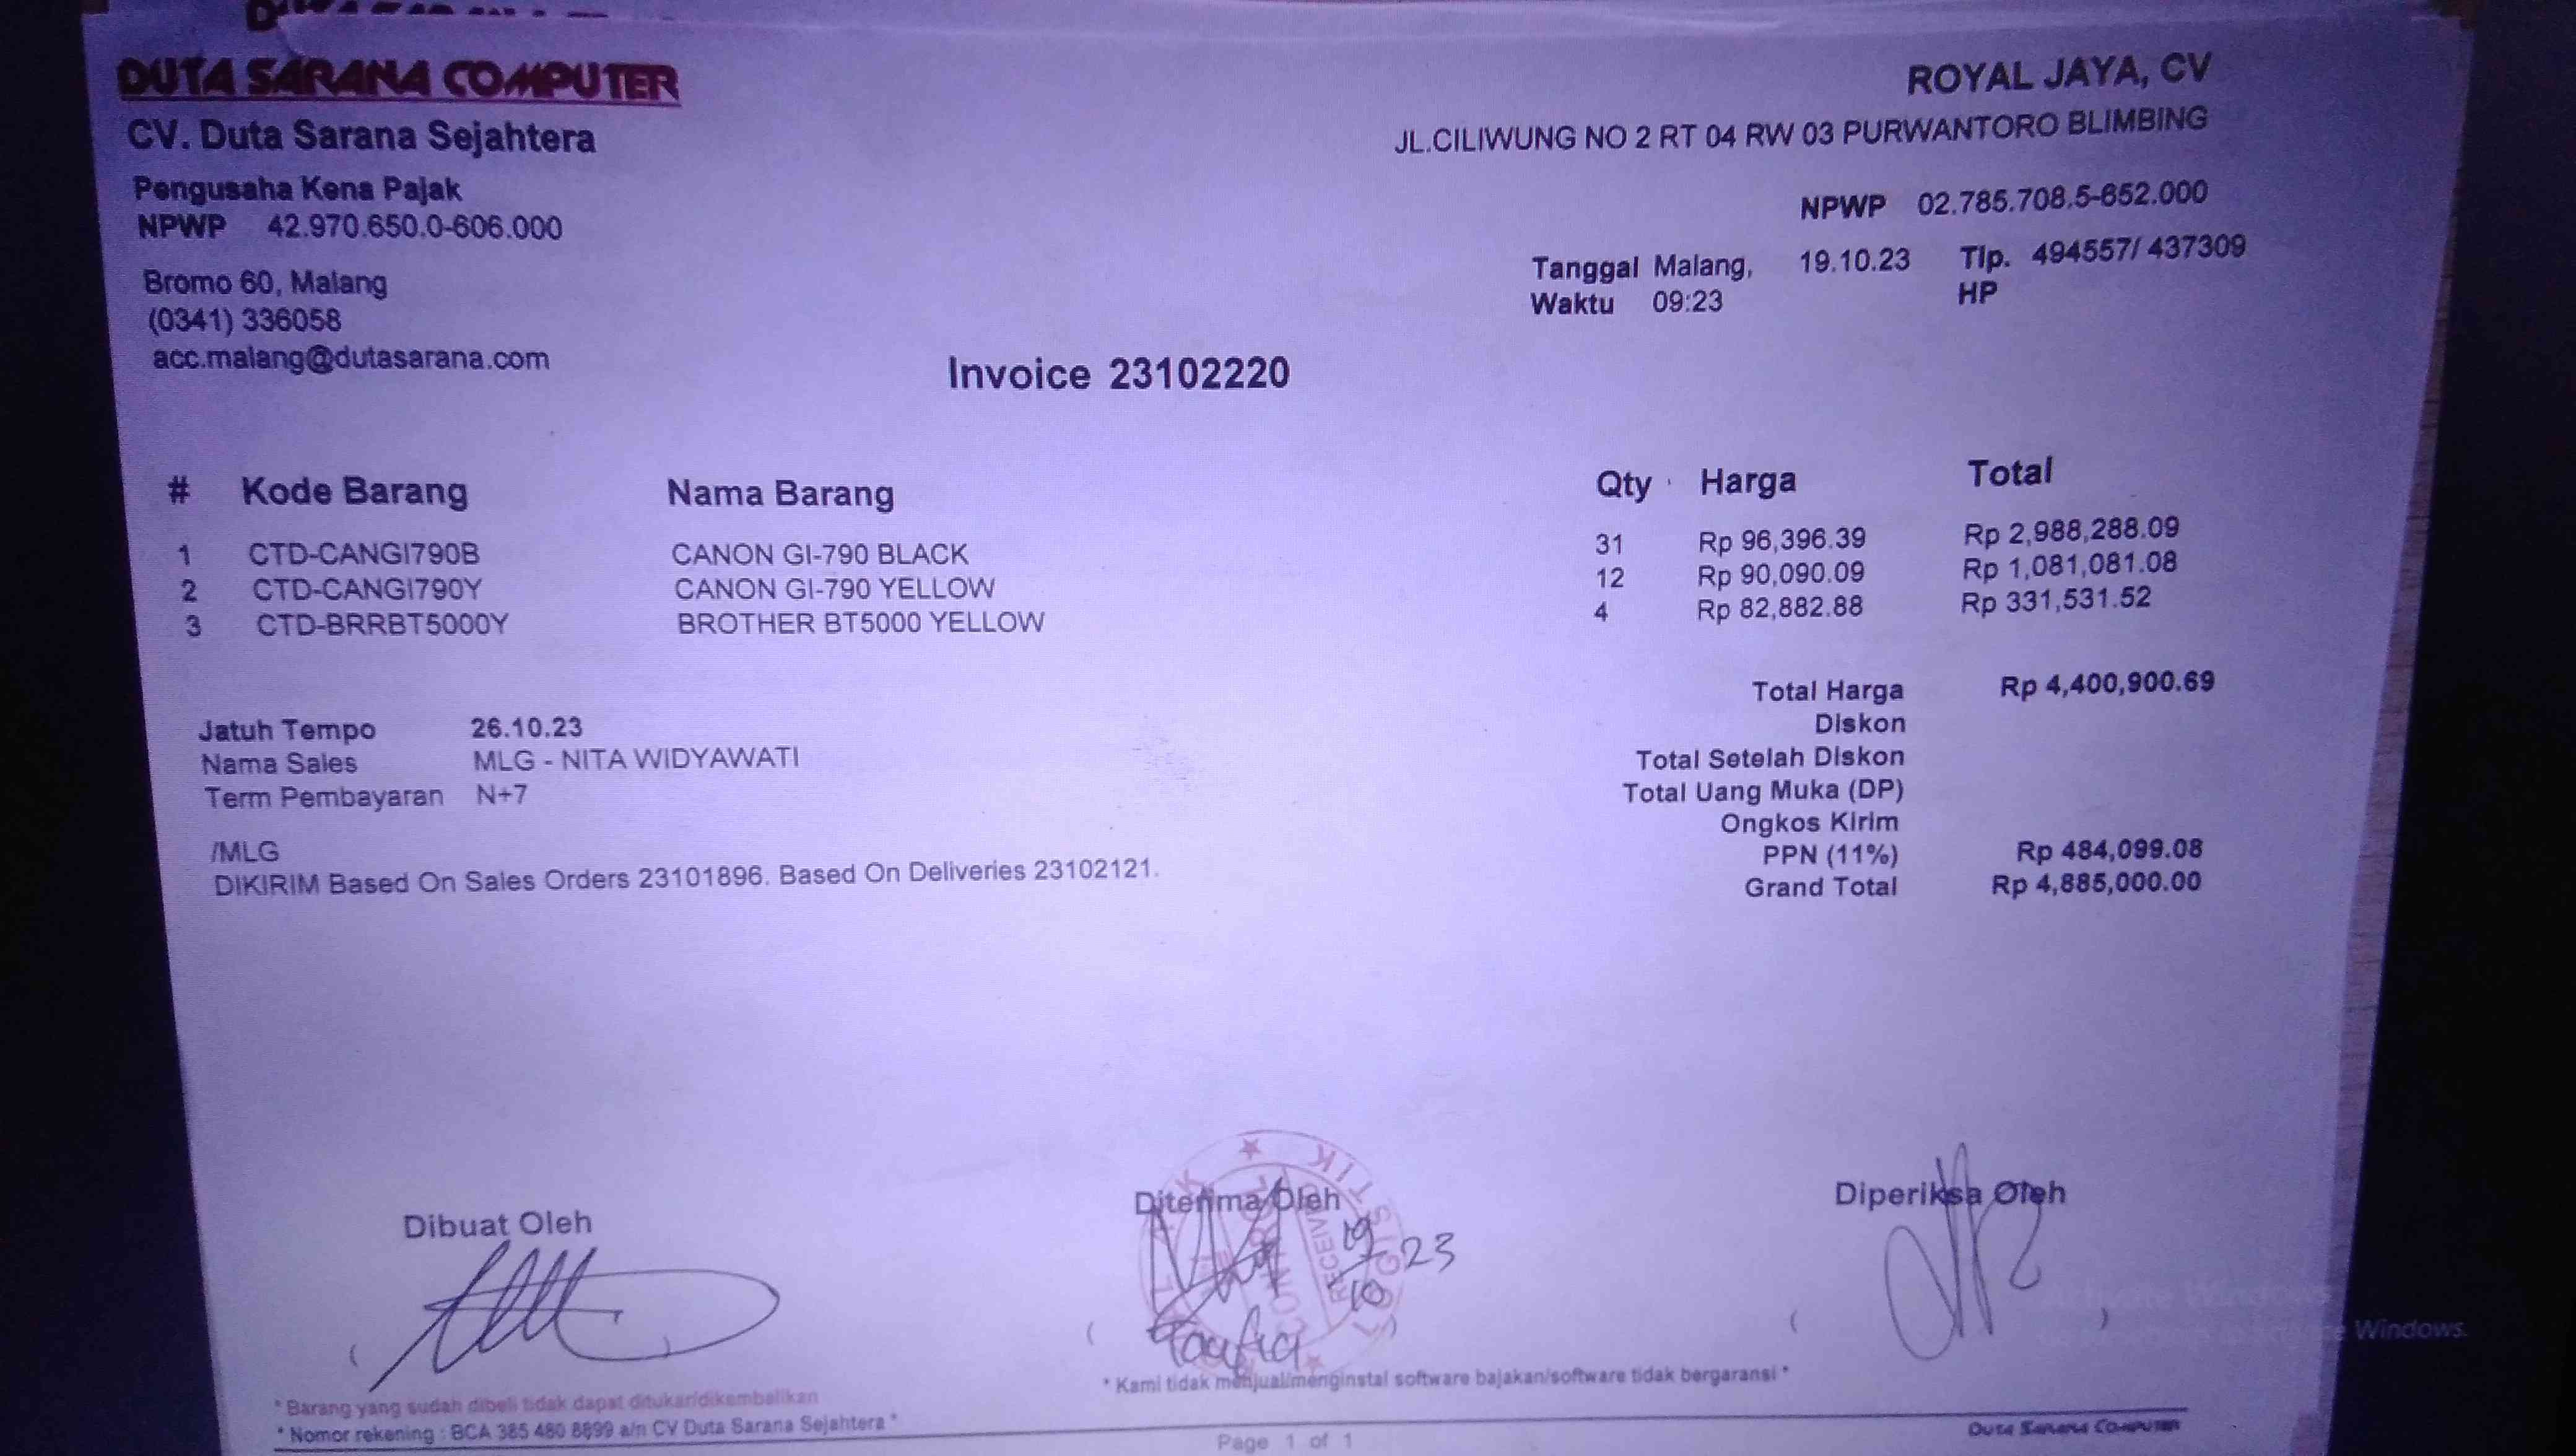 DUTA SARANA COMPUTER
CV. Duta Sarana Sejahtera
Pengusaha Kena Pajak
NPWP 42.970.650.0-606.000
Bromo 60, Malang
(0341) 336058
acc.malang@dutasarana.com
ROYAL JAYA, CV
JL.CILIWUNG NO 2 RT 04 RW 03 PURWANTORO BLIMBING
NPWP 02.785.708.5-652.000
Tanggal Malang, 19.10.23 Tlp. 494557/ 437309
Waktu 09:23 HP
Invoice 23102220
# Kode Barang Nama Barang Qty Harga Total
1 CTD-CANGI790B CANON GI-790 BLACK 31 Rp 96,396.39 Rp 2,988,288.09
2 CTD-CANGI790Y CANON GI-790 YELLOW 12 Rp 90,090.09 Rp 1,081,081.08
3 CTD-BRRBT5000Y BROTHER BT5000 YELLOW 4 Rp 82,882.88 Rp 331,531.52
Jatuh Tempo 26.10.23
Nama Sales MLG - NITA WIDYAWATI
Term Pembayaran N+7
/MLG
DIKIRIM Based On Sales Orders 23101896. Based On Deliveries 23102121.
Total Harga Rp 4,400,900.69
Diskon
Total Setelah Diskon
Total Uang Muka (DP)
Ongkos Kirim
PPN (11%) Rp 484,099.08
Grand Total Rp 4,885,000.00
Dibuat Oleh
Diterima Oleh
Diperiksa Oleh
19/10 23
LOGISTIK
RECEIVING
* Barang yang sudah dibeli tidak dapat ditukar/dikembalikan
* Nomor rekening : BCA 385 480 8899 a/n CV Duta Sarana Sejahtera *
* Kami tidak menjual/menginstal software bajakan/software tidak bergaransi *
Page 1 of 1
DUTA SARANA COMPUTER
Windows.